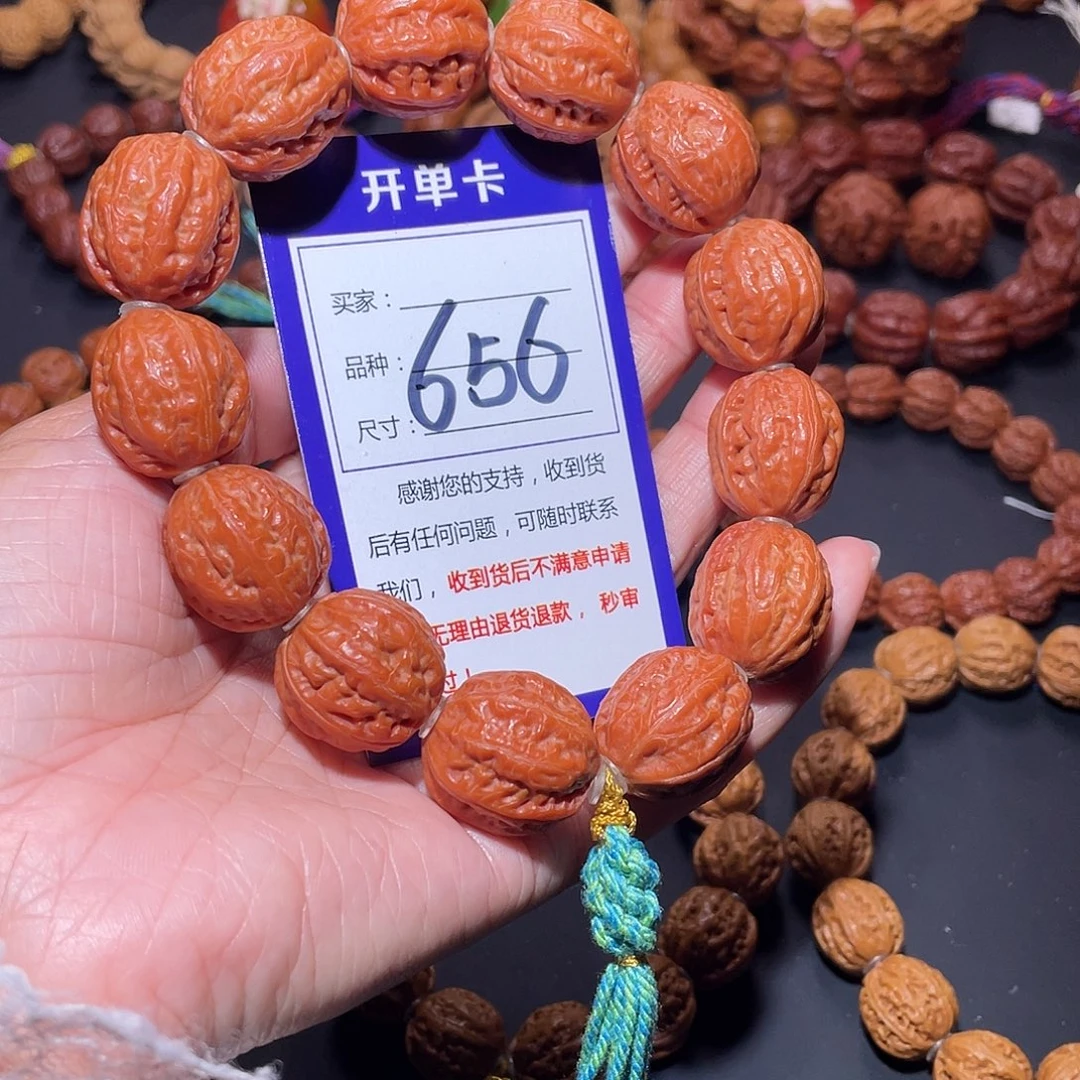 开单卡
买家：
品种：
656
尺寸：
感谢您的支持，收到货
后有任何问题，可随时联系
我们，收到货后不满意申请
无理由退货退款，秒审
过！